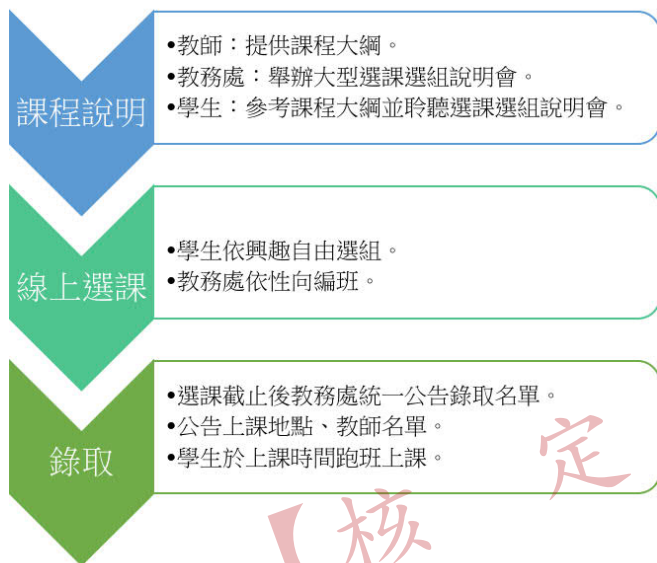 課程說明
•教師：提供課程大綱。
•教務處：舉辦大型選課選組說明會。
•學生：參考課程大綱並聆聽選課選組說明會。
線上選課
•學生依興趣自由選組。
•教務處依性向編班。
錄取
•選課截止後教務處統一公告錄取名單。
•公告上課地點、教師名單。
•學生於上課時間跑班上課。
【核定